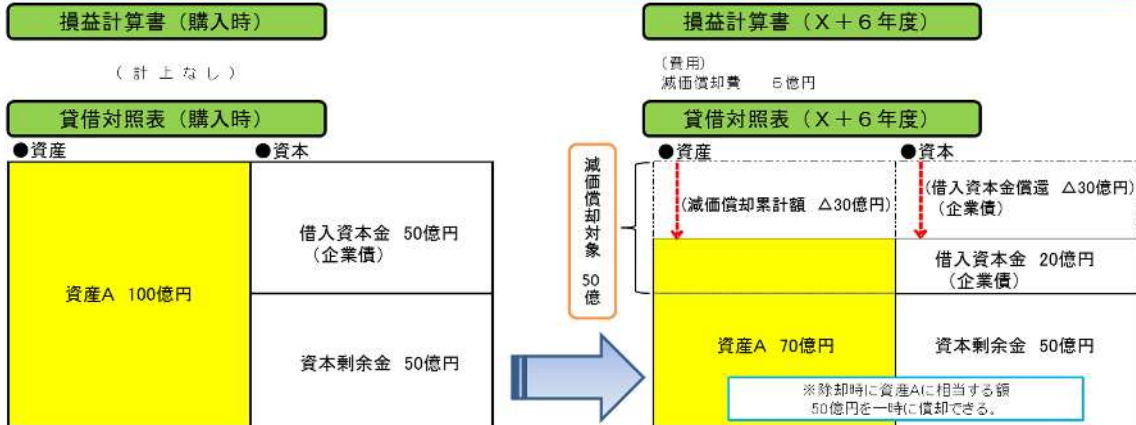 損益計算書（購入時）
（ 計 上 な し ）
貸借対照表（購入時）
●資産
●資本
資産A 100億円
借入資本金 50億円
（企業債）
資本剰余金 50億円
損益計算書（X＋6年度）
(費用)
減価償却費 5億円
貸借対照表（X＋6年度）
●資産
●資本
減価償却対象 50億
(減価償却累計額 △30億円)
(借入資本金償還 △30億円)
（企業債）
借入資本金 20億円
（企業債）
資産A 70億円
資本剰余金 50億円
※除却時に資産Aに相当する額
50億円を一時に償却できる。